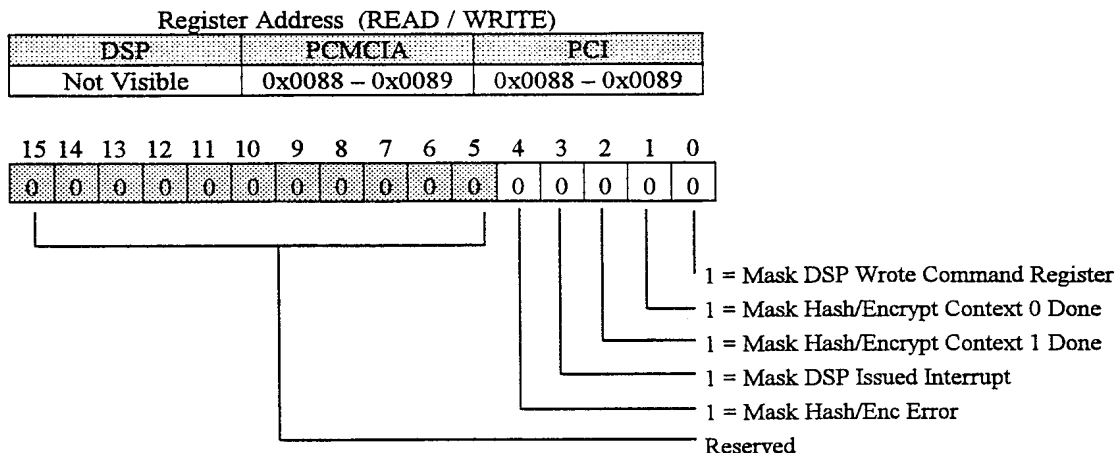 Register Address (READ / WRITE)
DSP PCMCIA PCI
Not Visible 0x0088 – 0x0089 0x0088 – 0x0089
15 14 13 12 11 10 9 8 7 6 5 4 3 2 1 0
0 0 0 0 0 0 0 0 0 0 0 0 0 0 0 0
1 = Mask DSP Wrote Command Register
1 = Mask Hash/Encrypt Context 0 Done
1 = Mask Hash/Encrypt Context 1 Done
1 = Mask DSP Issued Interrupt
1 = Mask Hash/Enc Error
Reserved